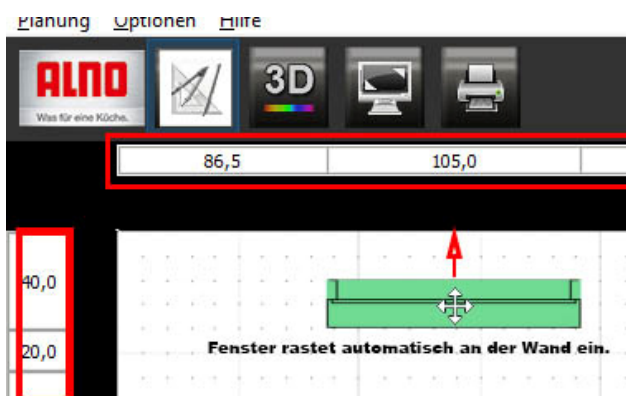 Planung Optionen Hilfe
ALNO
Was für eine Küche.
3D
86,5 105,0
40,0
20,0
Fenster rastet automatisch an der Wand ein.